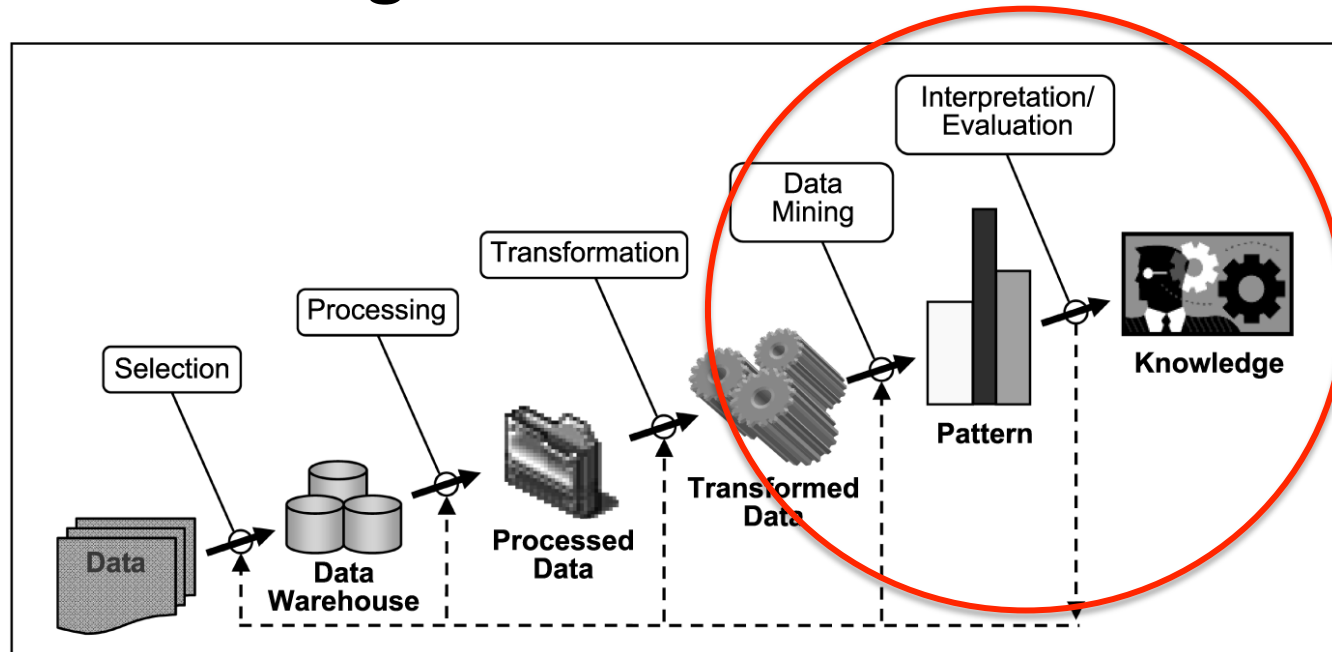 Interpretation/
Evaluation
Data
Mining
Transformation
Processing
Selection
Knowledge
Pattern
Transformed
Data
Processed
Data
Data
Warehouse
Data